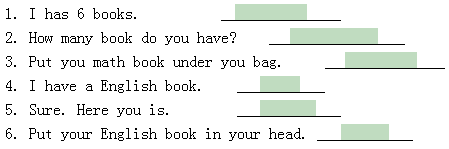 1. I has 6 books.
2. How many book do you have?
3. Put you math book under you bag.
4. I have a English book.
5. Sure. Here you is.
6. Put your English book in your head.